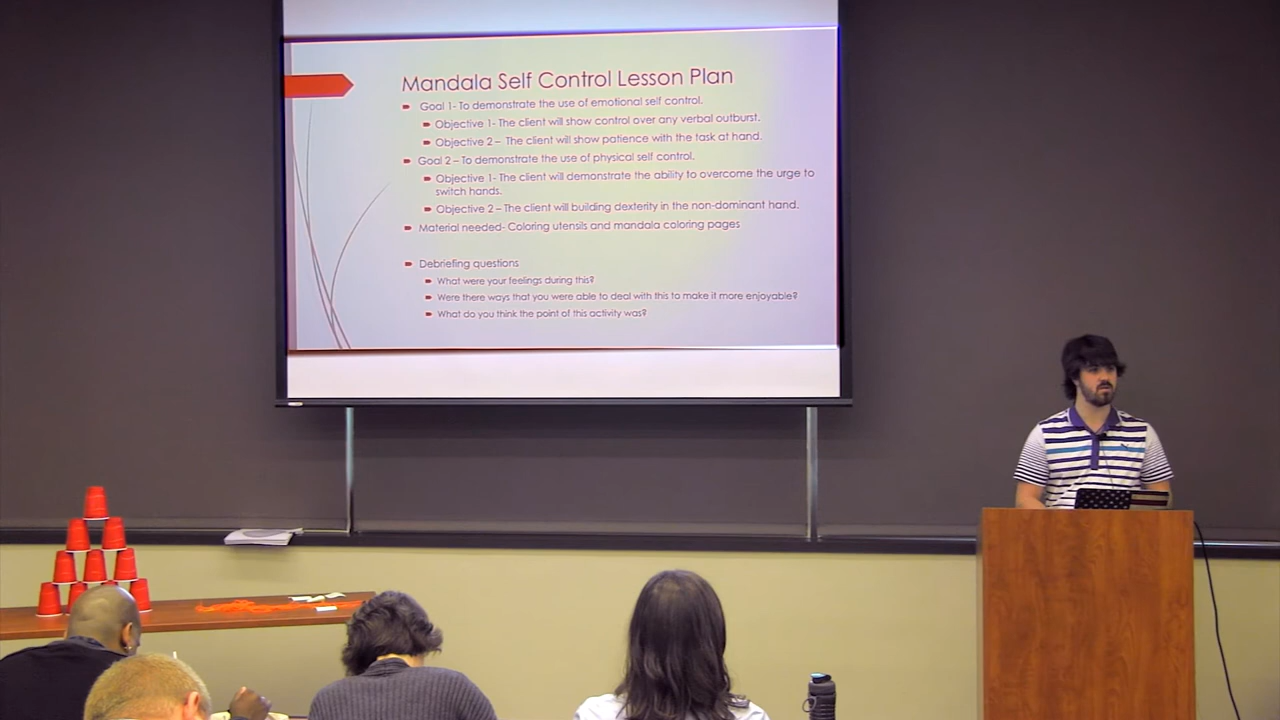 Mandala Self Control Lesson Plan
Goal 1- To demonstrate the use of emotional self control.
Objective 1- The client will show control over any verbal outburst.
Objective 2 – The client will show patience with the task at hand.
Goal 2 – To demonstrate the use of physical self control.
Objective 1- The client will demonstrate the ability to overcome the urge to
switch hands.
Objective 2 – The client will building dexterity in the non-dominant hand.
Material needed- Coloring utensils and mandala coloring pages
Debriefing questions
What were your feelings during this?
Were there ways that you were able to deal with this to make it more enjoyable?
What do you think the point of this activity was?